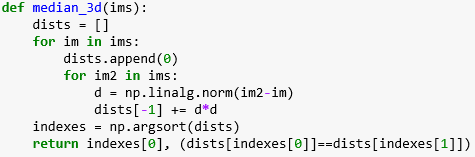 def median_3d(ims):
    dists = []
    for im in ims:
        dists.append(0)
        for im2 in ims:
            d = np.linalg.norm(im2-im)
            dists[-1] += d*d
    indexes = np.argsort(dists)
    return indexes[0], (dists[indexes[0]]==dists[indexes[1]])